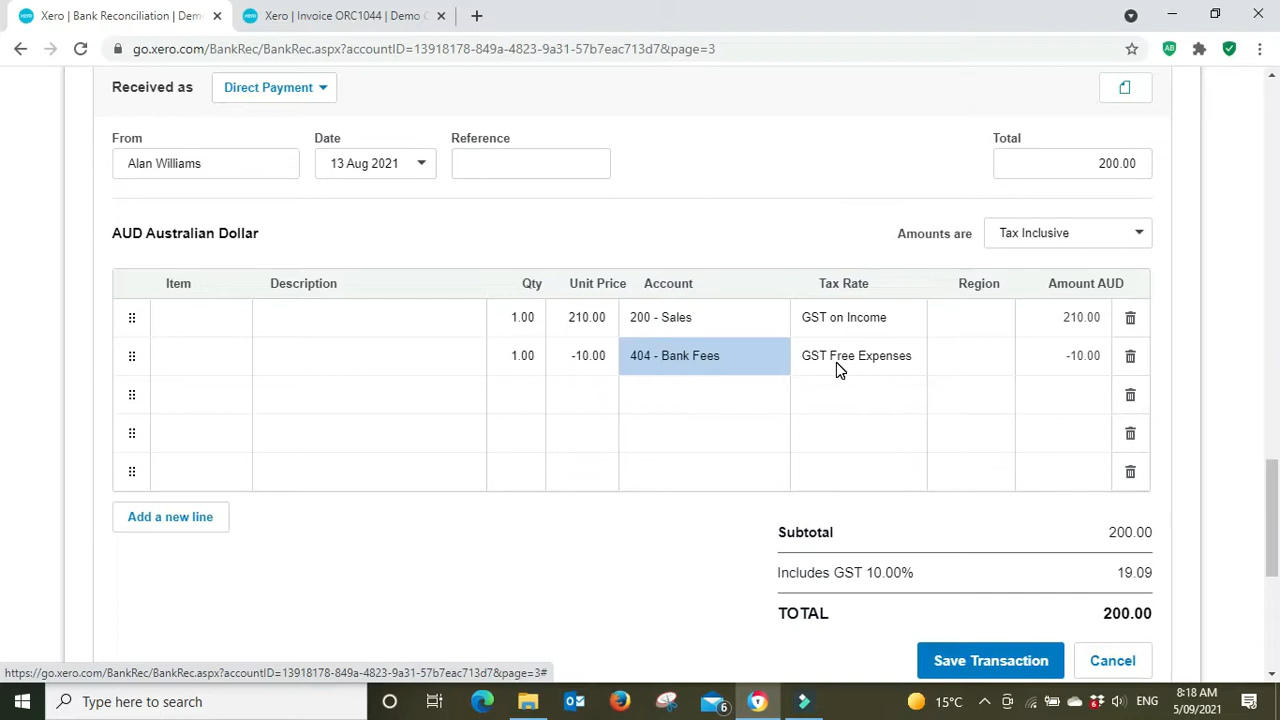 Xero | Bank Reconciliation | Dem
Xero | Invoice ORC1044 | Demo C
go.xero.com/BankRec/BankRec.aspx?accountID=13918178-849a-4823-9a31-57b7eac713d7&page=3
AB
Received as Direct Payment
From Date Reference Total
Alan Williams 13 Aug 2021 200.00
AUD Australian Dollar Amounts are Tax Inclusive
Item Description Qty Unit Price Account Tax Rate Region Amount AUD
1.00 210.00 200 - Sales GST on Income 210.00
1.00 -10.00 404 - Bank Fees GST Free Expenses -10.00
Add a new line
Subtotal 200.00
Includes GST 10.00% 19.09
TOTAL 200.00
Save Transaction Cancel
https://go.xero.com/BankRec/BankRec.aspx?accountID=13918178-849a-4823-9a31-57b7eac713d7&page=3#
Type here to search 6 15°C 6 ENG 8:18 AM
5/09/2021